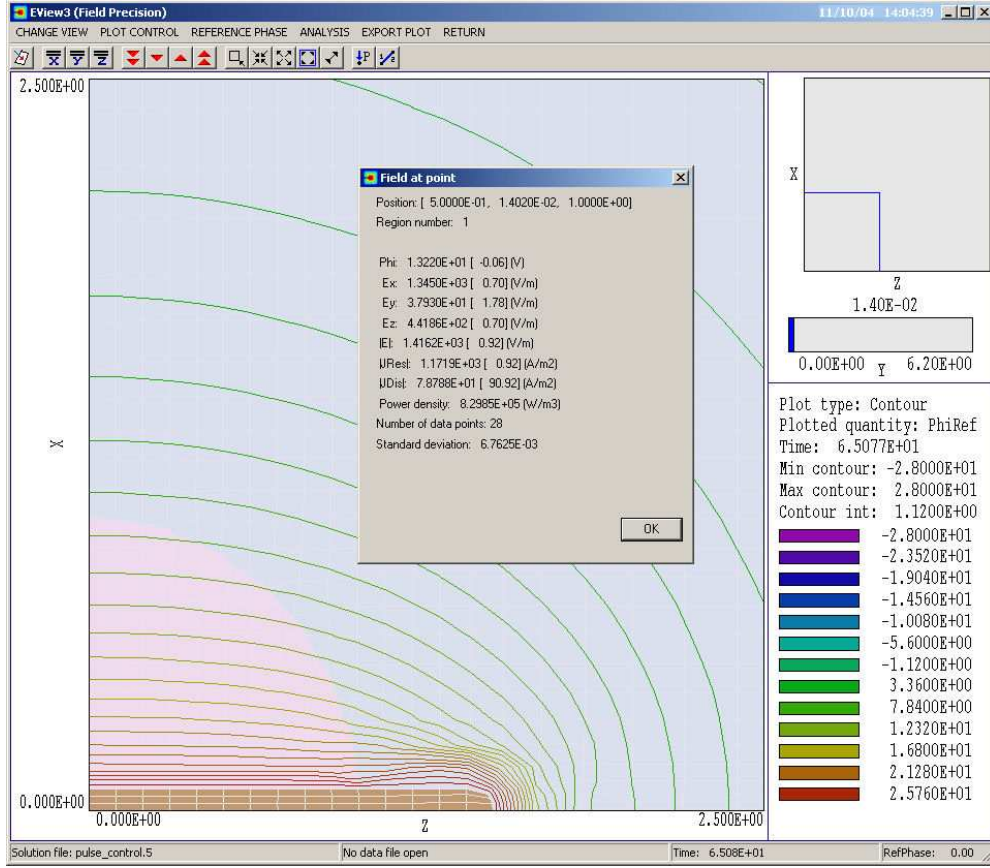 EView3 (Field Precision)
11/10/04 14:04:39
CHANGE VIEW PLOT CONTROL REFERENCE PHASE ANALYSIS EXPORT PLOT RETURN
X Y Z P
2.500E+00
X
0.000E+00
0.000E+00
Z
2.500E+00
Field at point
Position: [ 5.0000E-01, 1.4020E-02, 1.0000E+00]
Region number: 1
Phi: 1.3220E+01 [ -0.06] (V)
Ex: 1.3450E+03 [ 0.70] (V/m)
Ey: 3.7930E+01 [ 1.78] (V/m)
Ez: 4.4186E+02 [ 0.70] (V/m)
|E|: 1.4162E+03 [ 0.92] (V/m)
|JRes|: 1.1719E+03 [ 0.92] (A/m2)
|JDis|: 7.8788E+01 [ 90.92] (A/m2)
Power density: 8.2985E+05 (W/m3)
Number of data points: 28
Standard deviation: 6.7625E-03
OK
X
Z
1.40E-02
0.00E+00 Y 6.20E+00
Plot type: Contour
Plotted quantity: PhiRef
Time: 6.5077E+01
Min contour: -2.8000E+01
Max contour: 2.8000E+01
Contour int: 1.1200E+00
-2.8000E+01
-2.3520E+01
-1.9040E+01
-1.4560E+01
-1.0080E+01
-5.6000E+00
-1.1200E+00
3.3600E+00
7.8400E+00
1.2320E+01
1.6800E+01
2.1280E+01
2.5760E+01
Solution file: pulse_control.5
No data file open
Time: 6.508E+01
RefPhase: 0.00